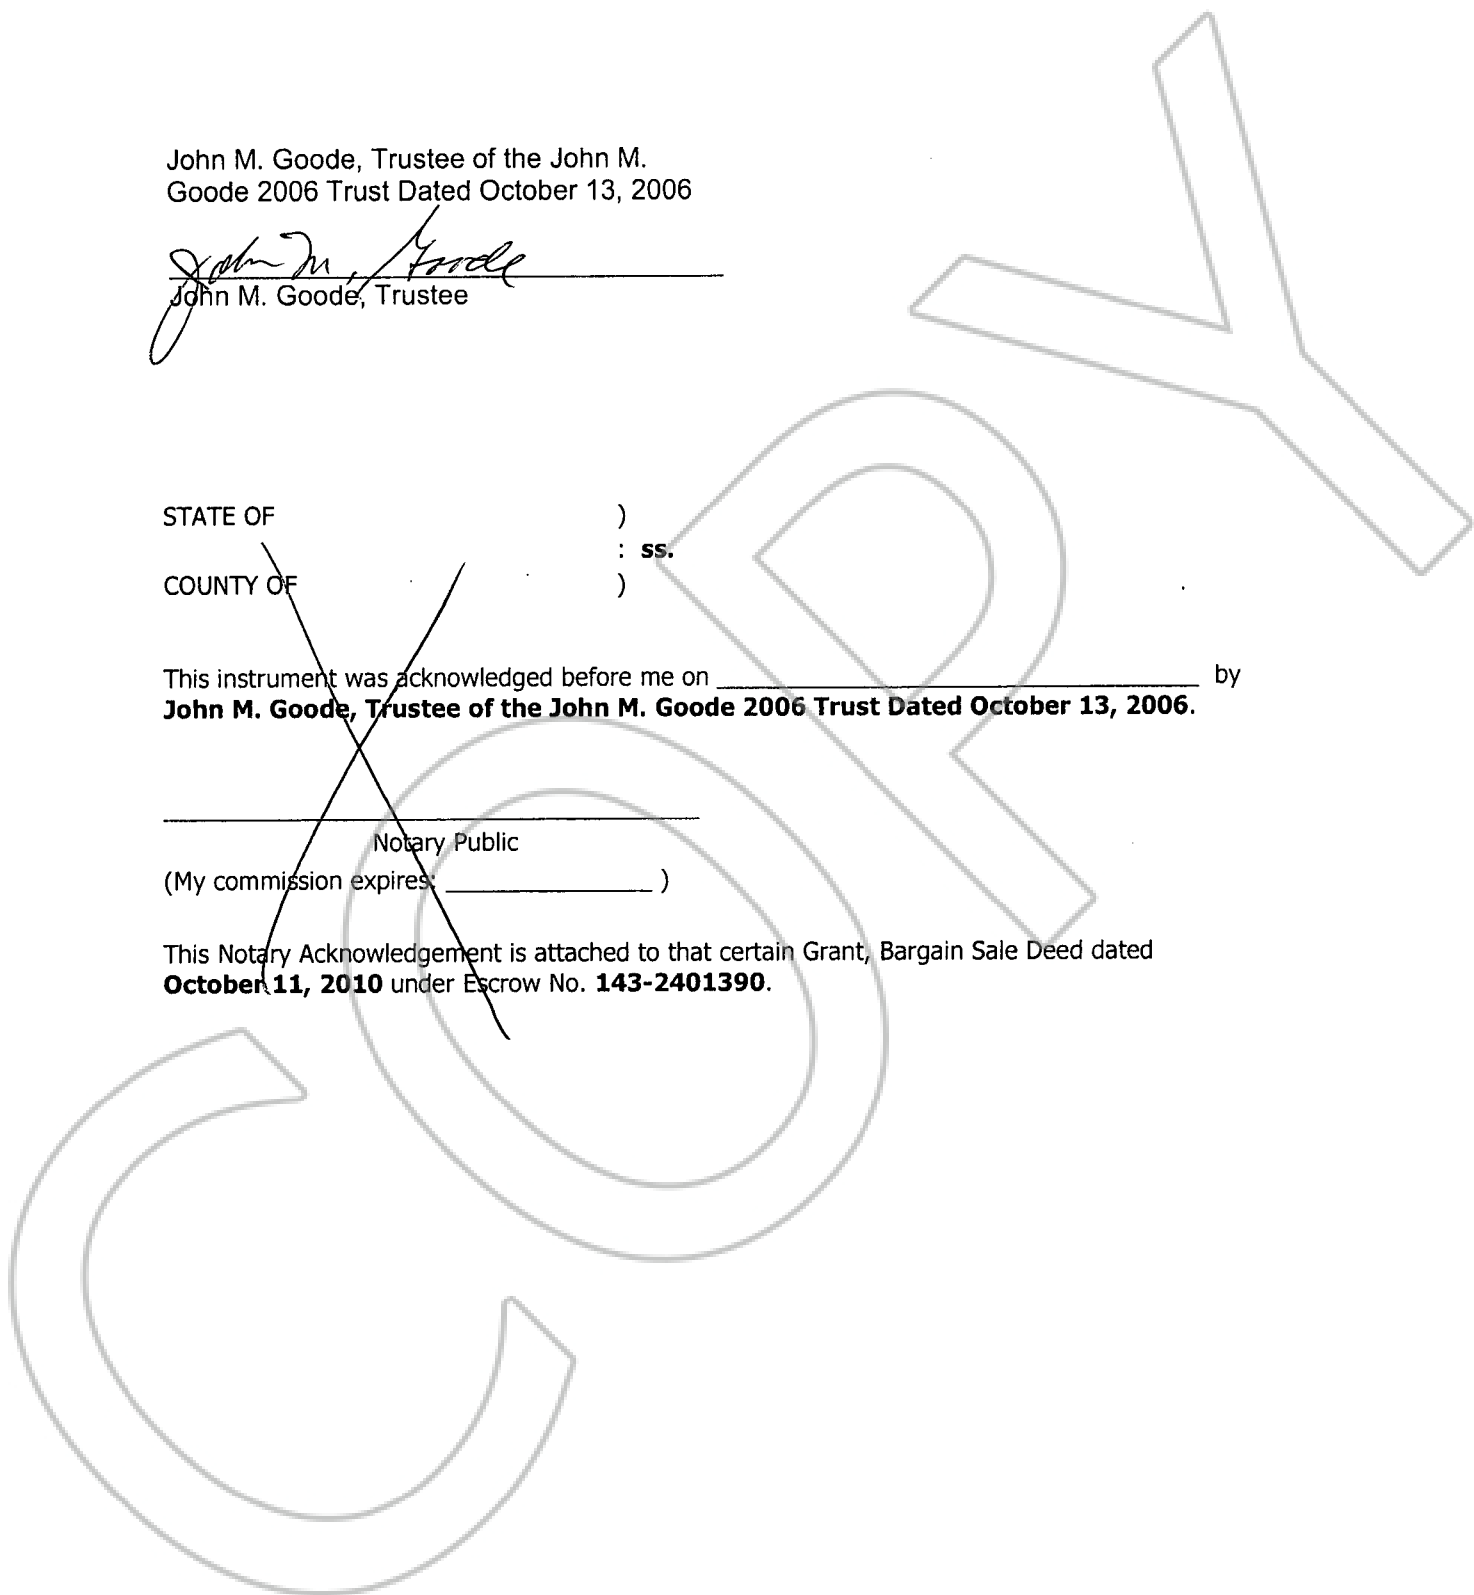 John M. Goode, Trustee of the John M.
Goode 2006 Trust Dated October 13, 2006
John M. Goode
John M. Goode, Trustee
STATE OF )
: ss.
COUNTY OF )
This instrument was acknowledged before me on ____________________ by
John M. Goode, Trustee of the John M. Goode 2006 Trust Dated October 13, 2006.
Notary Public
(My commission expires: __________ )
This Notary Acknowledgement is attached to that certain Grant, Bargain Sale Deed dated
October 11, 2010 under Escrow No. 143-2401390.
COPY